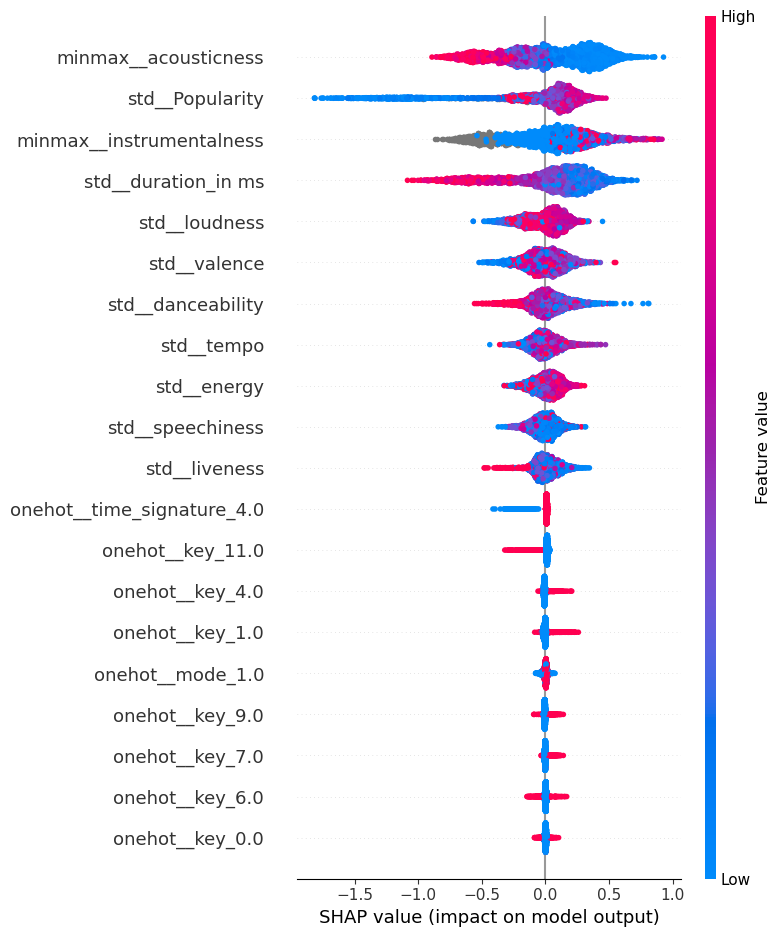 High
minmax__acousticness
std__Popularity
minmax__instrumentalness
std__duration_in ms
std__loudness
std__valence
std__danceability
std__tempo
std__energy
std__speechiness
std__liveness
onehot__time_signature_4.0
onehot__key_11.0
onehot__key_4.0
onehot__key_1.0
onehot__mode_1.0
onehot__key_9.0
onehot__key_7.0
onehot__key_6.0
onehot__key_0.0
Feature value
Low
−1.5 −1.0 −0.5 0.0 0.5 1.0
SHAP value (impact on model output)